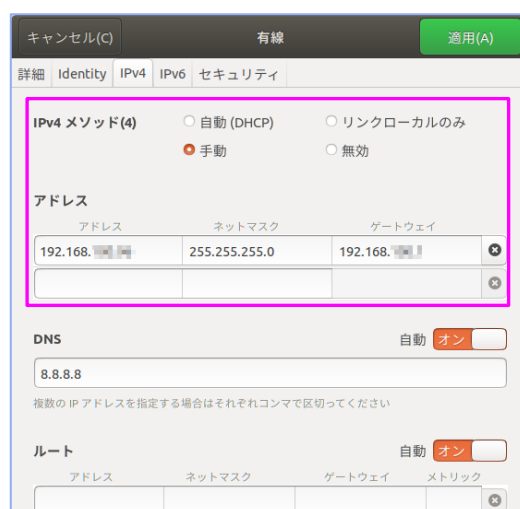 キャンセル(C) 有線 適用(A)
詳細 Identity IPv4 IPv6 セキュリティ
IPv4 メソッド(4) 自動 (DHCP) リンクローカルのみ
手動 無効
アドレス
アドレス ネットマスク ゲートウェイ
192.168. 255.255.255.0 192.168.
DNS 自動 オン
8.8.8.8
複数の IP アドレスを指定する場合はそれぞれコンマで区切ってください
ルート 自動 オン
アドレス ネットマスク ゲートウェイ メトリック